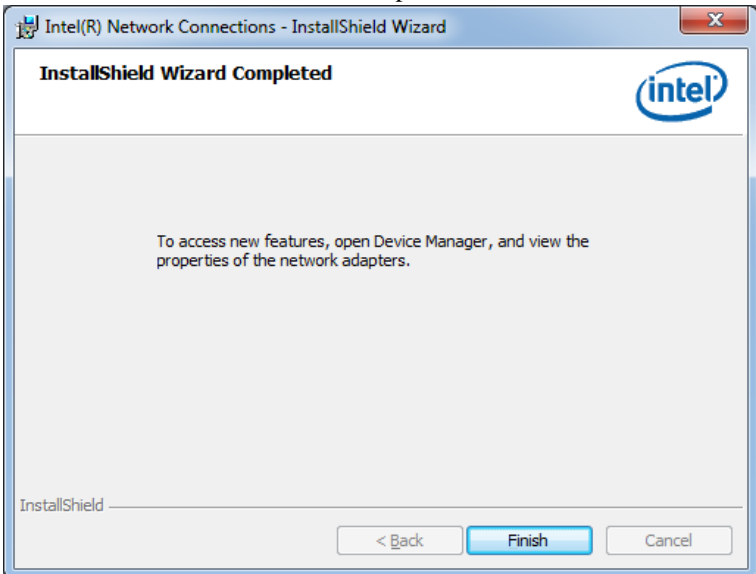 Intel(R) Network Connections - InstallShield Wizard
InstallShield Wizard Completed
intel
To access new features, open Device Manager, and view the
properties of the network adapters.
InstallShield
< Back
Finish
Cancel